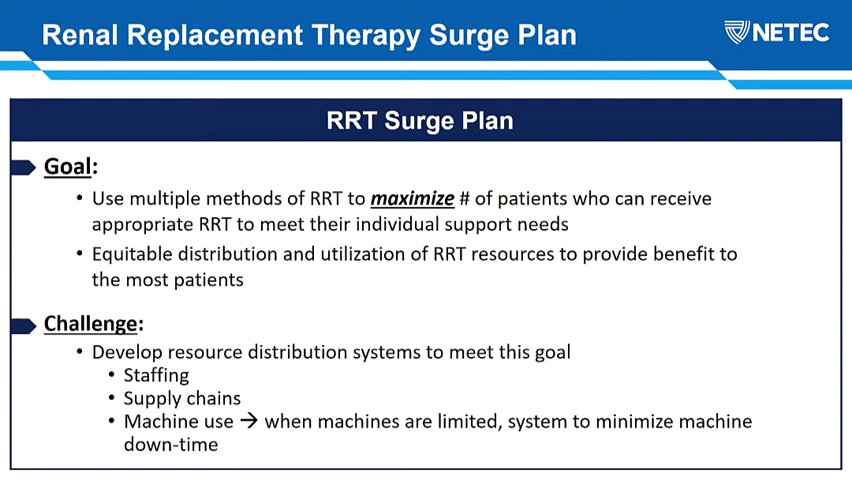 Renal Replacement Therapy Surge Plan
NETEC
RRT Surge Plan
Goal:
• Use multiple methods of RRT to maximize # of patients who can receive
appropriate RRT to meet their individual support needs
• Equitable distribution and utilization of RRT resources to provide benefit to
the most patients
Challenge:
• Develop resource distribution systems to meet this goal
• Staffing
• Supply chains
• Machine use → when machines are limited, system to minimize machine
down-time